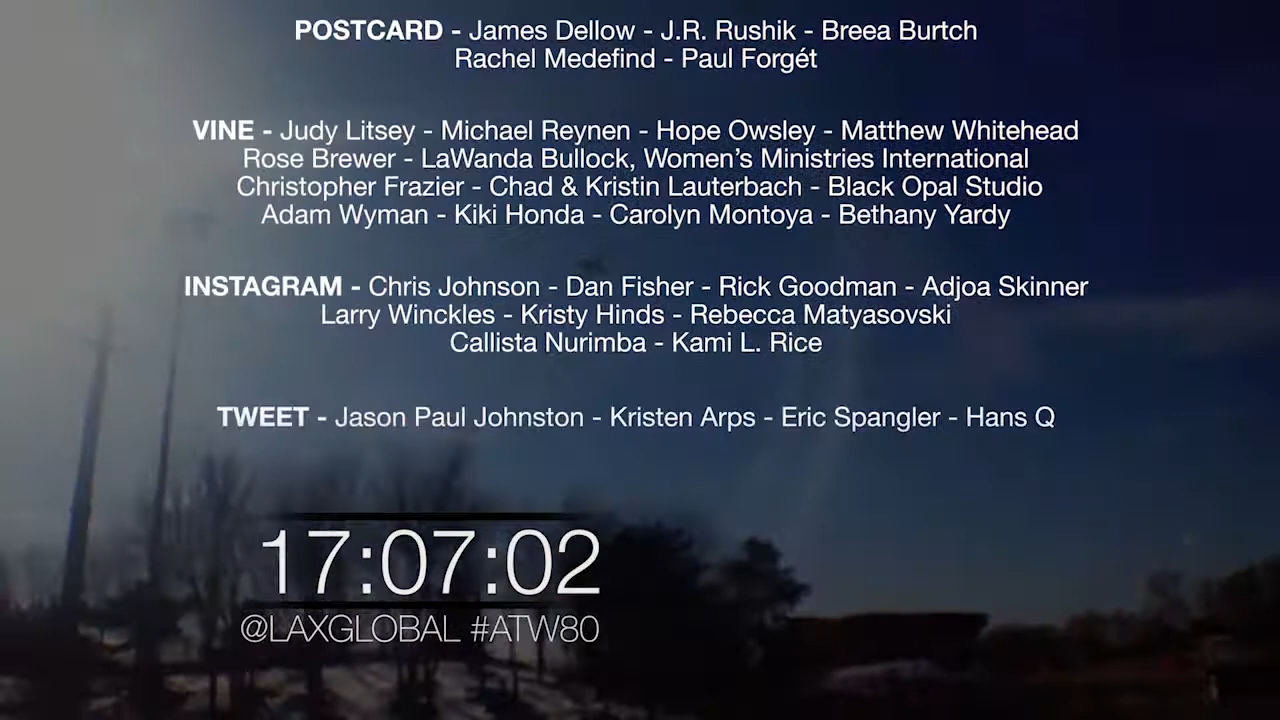 POSTCARD - James Dellow - J.R. Rushik - Breea Burtch
Rachel Medefind - Paul Forgét
VINE - Judy Litsey - Michael Reynen - Hope Owsley - Matthew Whitehead
Rose Brewer - LaWanda Bullock, Women’s Ministries International
Christopher Frazier - Chad & Kristin Lauterbach - Black Opal Studio
Adam Wyman - Kiki Honda - Carolyn Montoya - Bethany Yardy
INSTAGRAM - Chris Johnson - Dan Fisher - Rick Goodman - Adjoa Skinner
Larry Winckles - Kristy Hinds - Rebecca Matyasovski
Callista Nurimba - Kami L. Rice
TWEET - Jason Paul Johnston - Kristen Arps - Eric Spangler - Hans Q
17:07:02
@LAXGLOBAL #ATW80